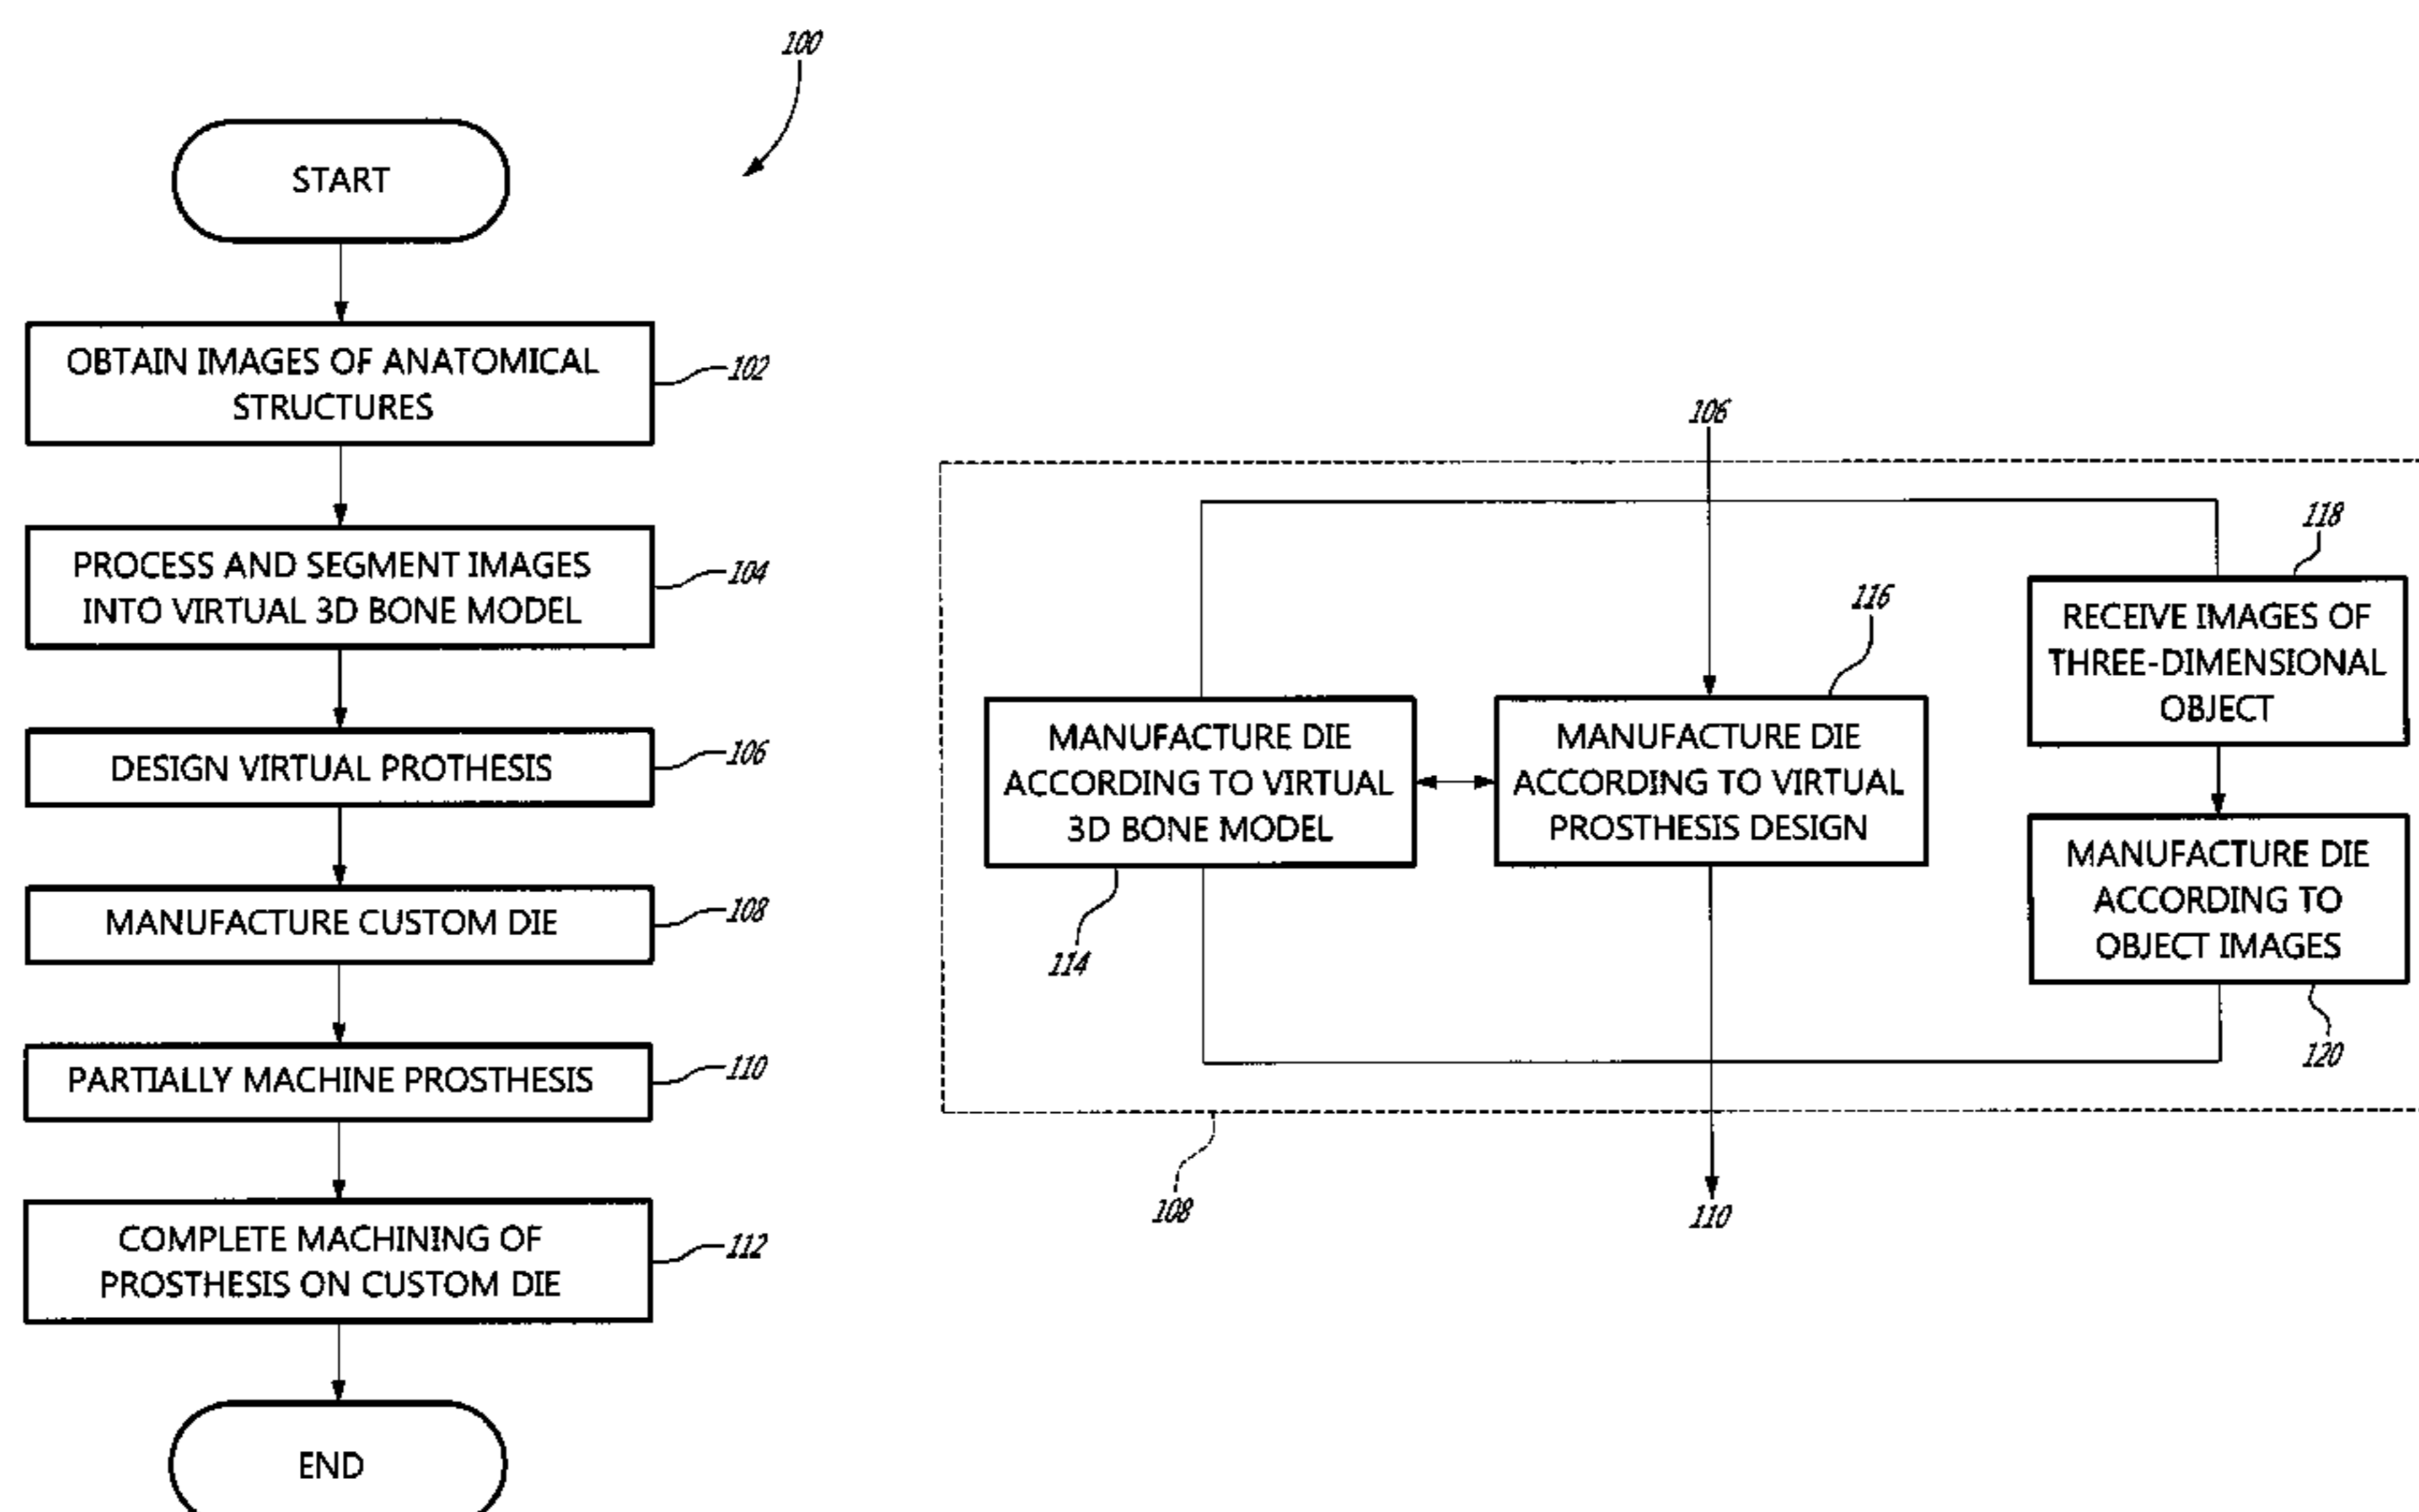 100
START
OBTAIN IMAGES OF ANATOMICAL
STRUCTURES
102
PROCESS AND SEGMENT IMAGES
INTO VIRTUAL 3D BONE MODEL
104
DESIGN VIRTUAL PROTHESIS
106
MANUFACTURE CUSTOM DIE
108
PARTIALLY MACHINE PROSTHESIS
110
COMPLETE MACHINING OF
PROSTHESIS ON CUSTOM DIE
112
END
106
118
RECEIVE IMAGES OF
THREE-DIMENSIONAL
OBJECT
116
MANUFACTURE DIE
ACCORDING TO VIRTUAL
3D BONE MODEL
114
MANUFACTURE DIE
ACCORDING TO VIRTUAL
PROSTHESIS DESIGN
MANUFACTURE DIE
ACCORDING TO
OBJECT IMAGES
120
108
110